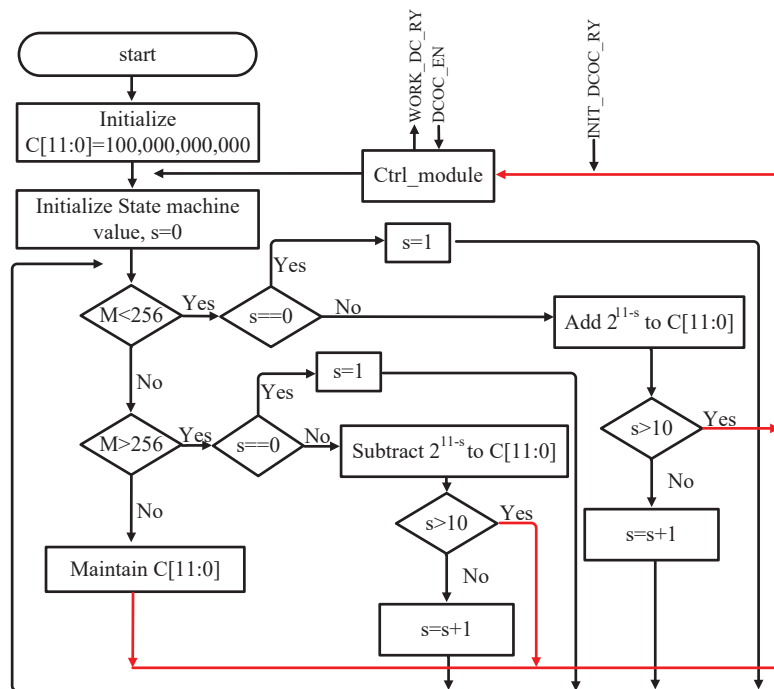 start
WORK_DC_RY
DCOC_EN
INIT_DCOC_RY
Initialize
C[11:0]=100,000,000,000
Ctrl_module
Initialize State machine
value, s=0
s=1
Yes
M<256
Yes
s==0
No
Add 2^{11-s} to C[11:0]
No
s=1
Yes
M>256
Yes
s==0
No
Subtract 2^{11-s} to C[11:0]
s>10
Yes
No
s>10
Yes
No
s=s+1
Maintain C[11:0]
No
s=s+1